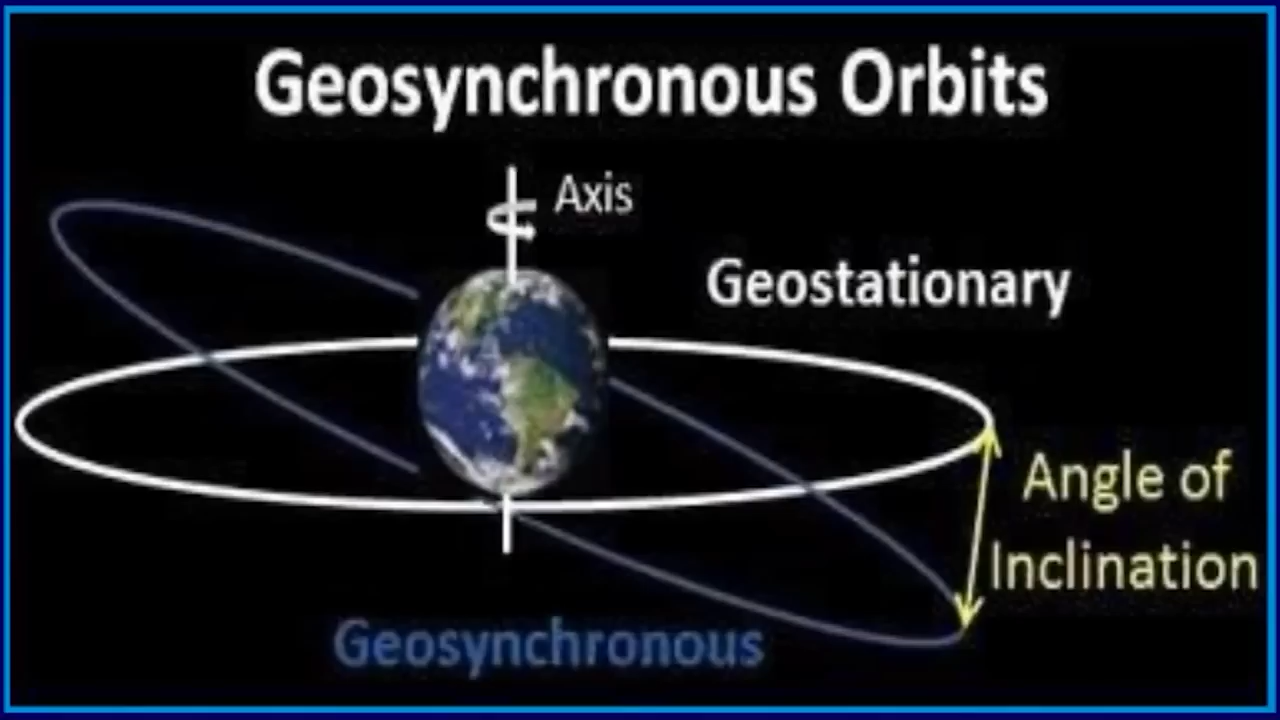 Geosynchronous Orbits
Axis
Geostationary
Angle of
Inclination
Geosynchronous